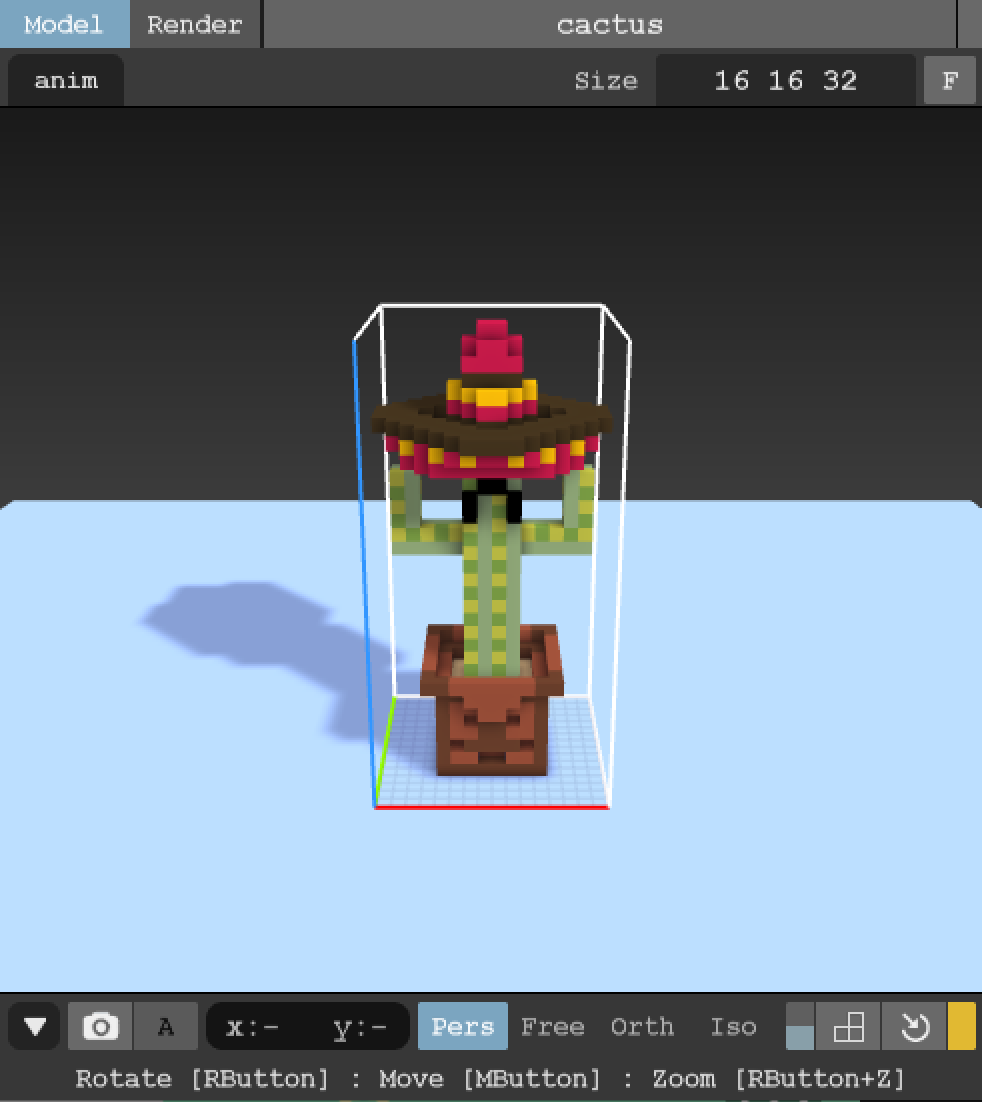 Model Render cactus
anim Size 16 16 32 F
A x:- y:- Pers Free Orth Iso
Rotate [RButton] : Move [MButton] : Zoom [RButton+Z]